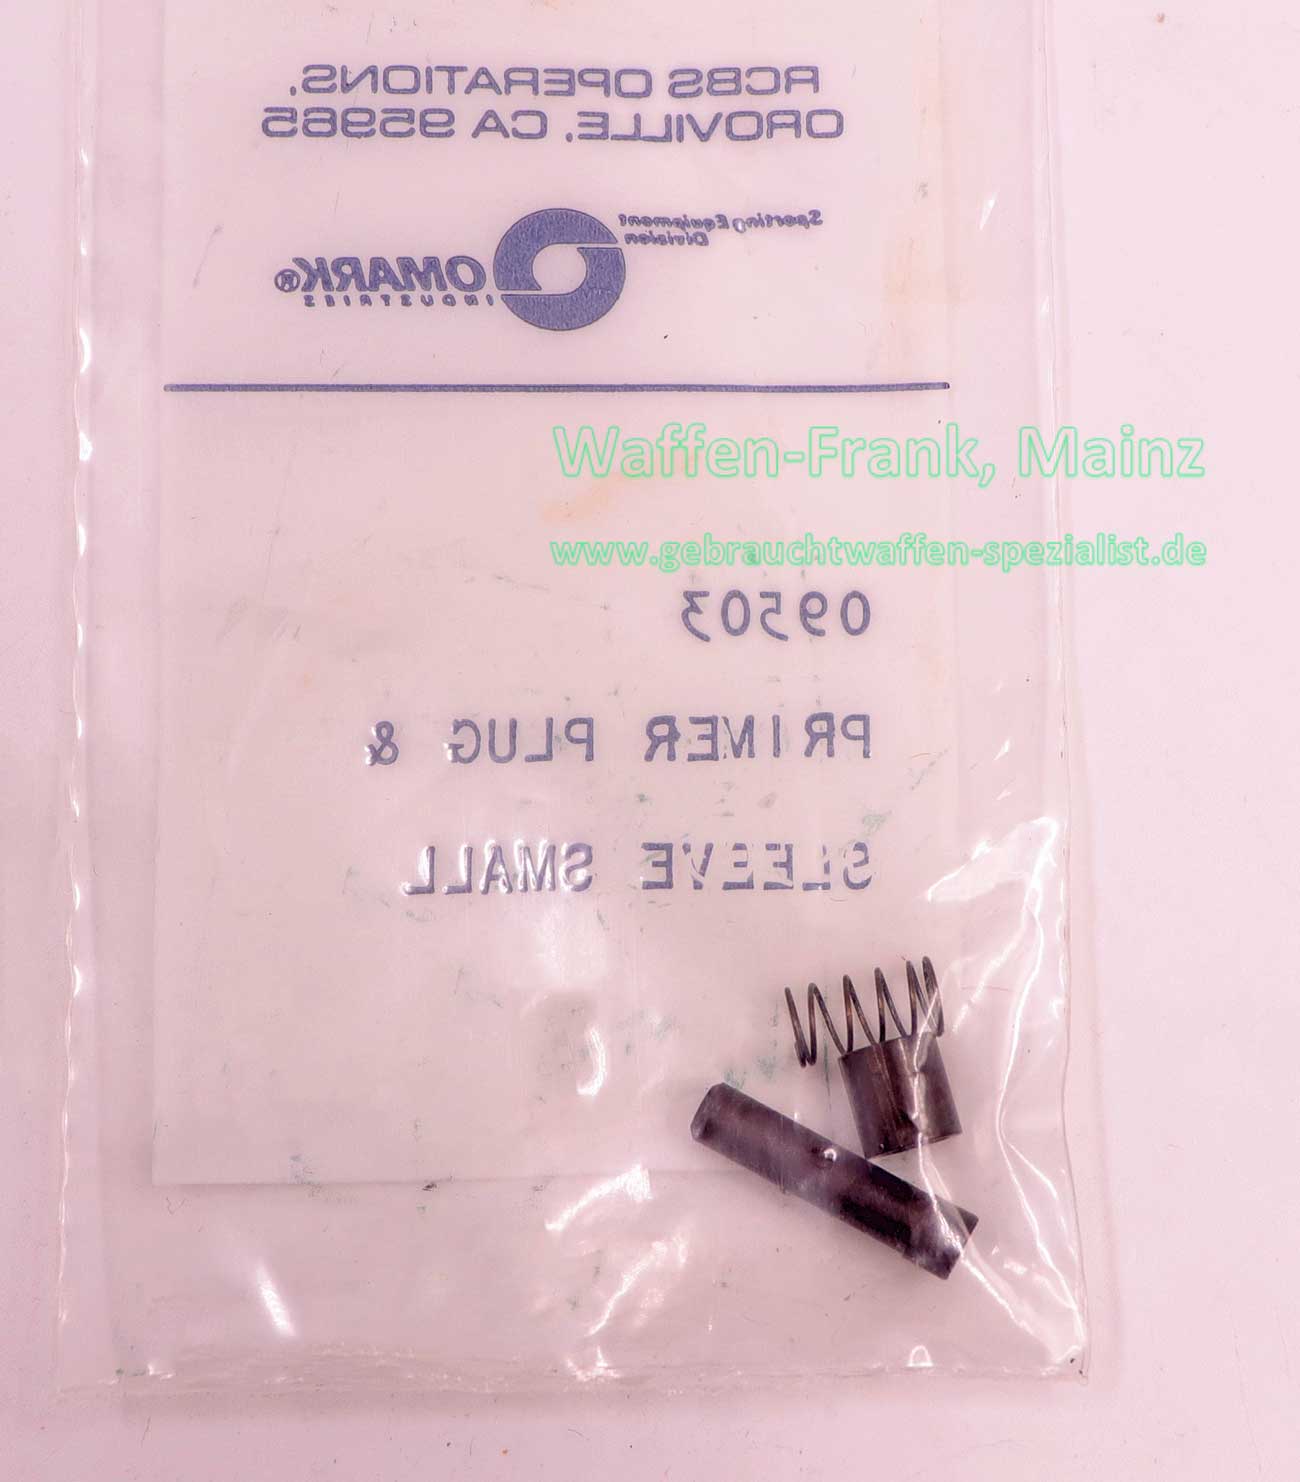 RCBS OPERATIONS,
OROVILLE, CA 95965
Sporting Equipment
Division
OMARK®
INDUSTRIES
Waffen-Frank, Mainz
www.gebrauchtwaffen-spezialist.de
09503
PRIMER PLUG &
SLEEVE SMALL